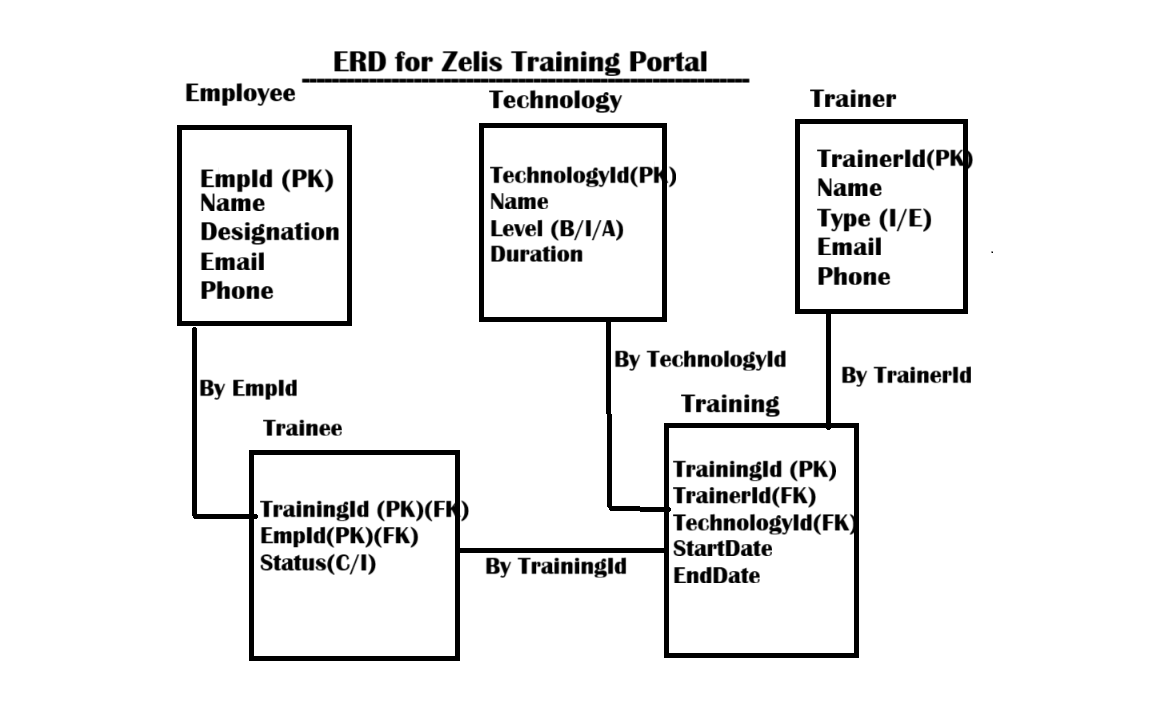 ERD for Zelis Training Portal
Employee
EmpId (PK)
Name
Designation
Email
Phone
Technology
TechnologyId(PK)
Name
Level (B/I/A)
Duration
Trainer
TrainerId(PK)
Name
Type (I/E)
Email
Phone
By EmpId
By TechnologyId
By TrainerId
Trainee
TrainingId (PK)(FK)
EmpId(PK)(FK)
Status(C/I)
By TrainingId
Training
TrainingId (PK)
TrainerId(FK)
TechnologyId(FK)
StartDate
EndDate